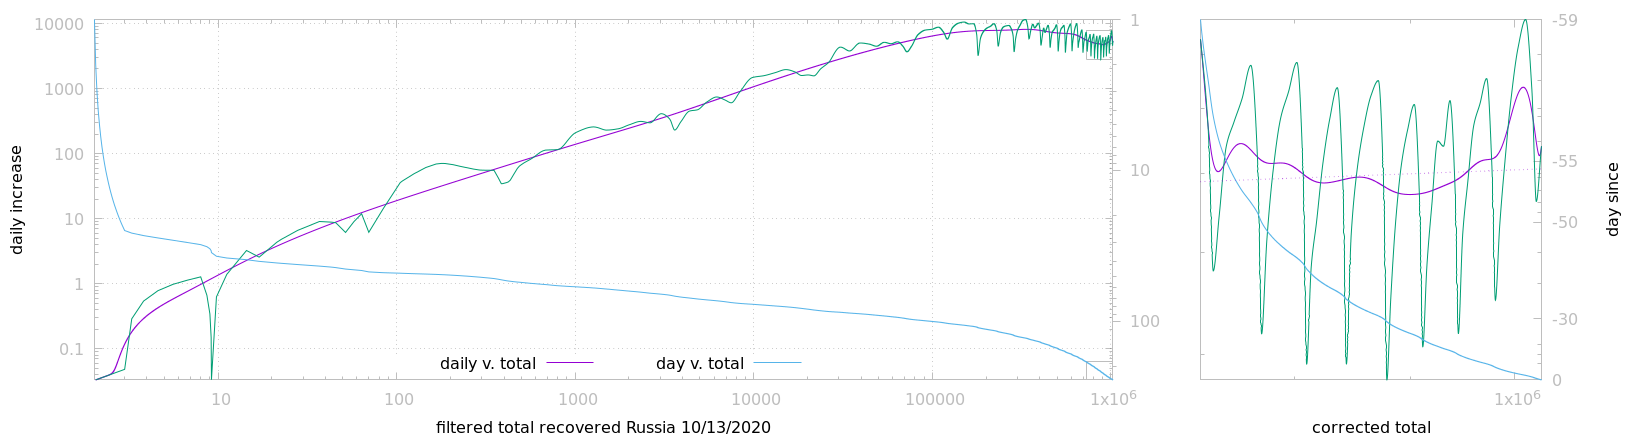 daily increase
10000
1000
100
10
1
0.1
10
100
1000
10000
100000
1x10^6
filtered total recovered Russia 10/13/2020
daily v. total
day v. total
1
10
100
-59
-55
-50
-30
0
day since
1x10^6
corrected total